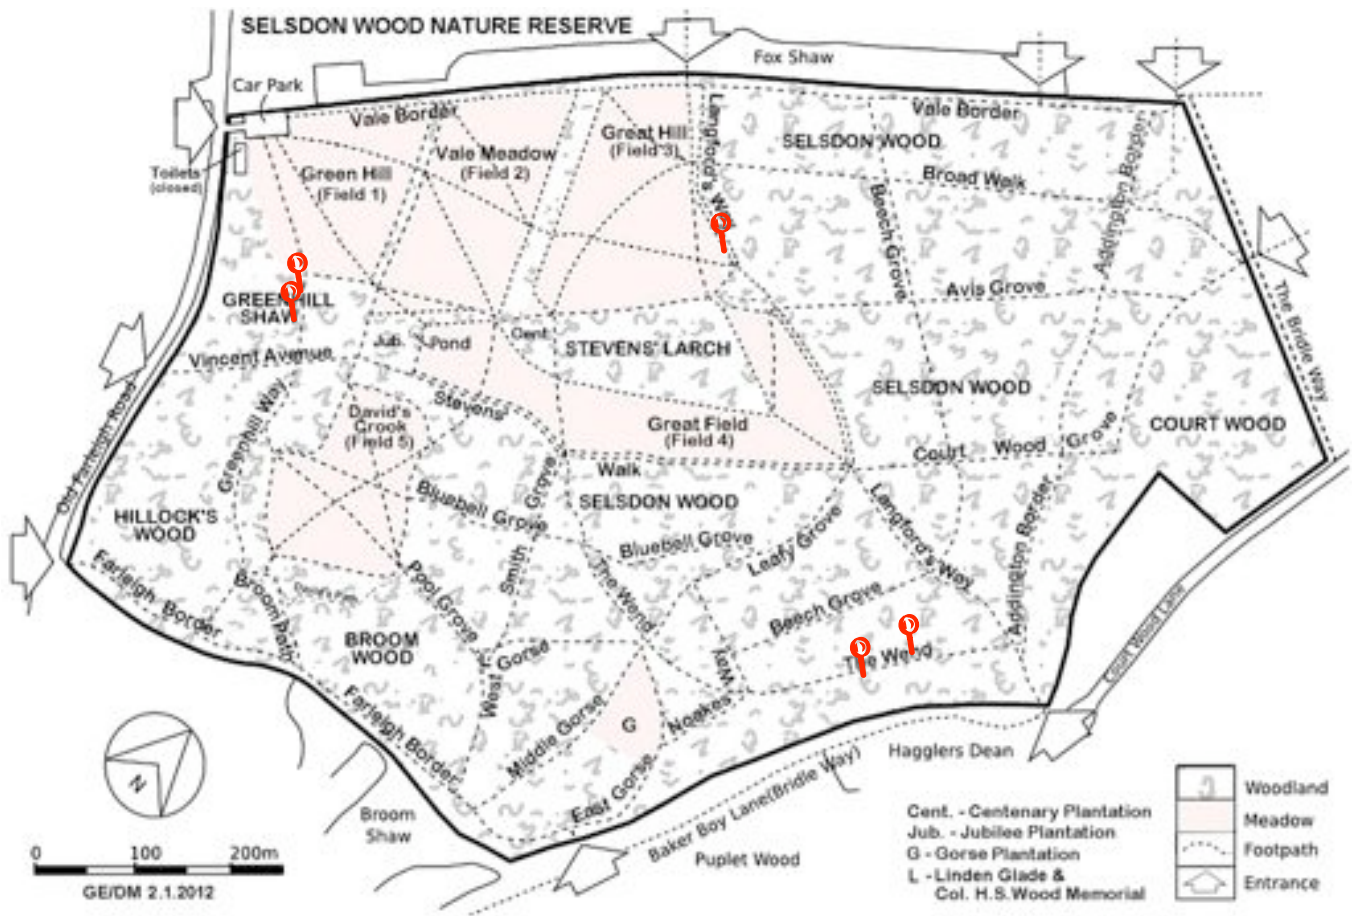 SELSDON WOOD NATURE RESERVE
Fox Shaw
Car Park
Vale Border
Vale Border
Langford's Way
Great Hill
(Field 3)
SELSDON WOOD
Vale Meadow
(Field 2)
Green Hill
(Field 1)
Toilets
(closed)
Broad Walk
Beech Grove
Addington Border
GREENHILL
SHAW
Avis Grove
The Bridle Way
Vincent Avenue
Jub.
Pond
Cent.
STEVENS' LARCH
SELSDON WOOD
COURT WOOD
Greenhill Way
David's
Crook
(Field 5)
Stevens'
Great Field
(Field 4)
Court Wood Grove
Old Farleigh Road
Walk
SELSDON WOOD
Bluebell Grove
Smith Grove
Langford's Way
Addington Border
HILLOCK'S
WOOD
Bluebell Grove
Leafy Grove
Farleigh Border
Broom Path
Pool Grove
The Wend
Beech Grove
Court Wood Lane
BROOM
WOOD
West Gorse
The Wend
Noakes Way
Farleigh Border
Middle Gorse
G
East Gorse
Hagglers Dean
Baker Boy Lane(Bridle Way)
Puplet Wood
Broom
Shaw
N
0 100 200m
GE/DM 2.1.2012
Cent. - Centenary Plantation
Jub. - Jubilee Plantation
G - Gorse Plantation
L - Linden Glade &
Col. H.S.Wood Memorial
Woodland
Meadow
Footpath
Entrance